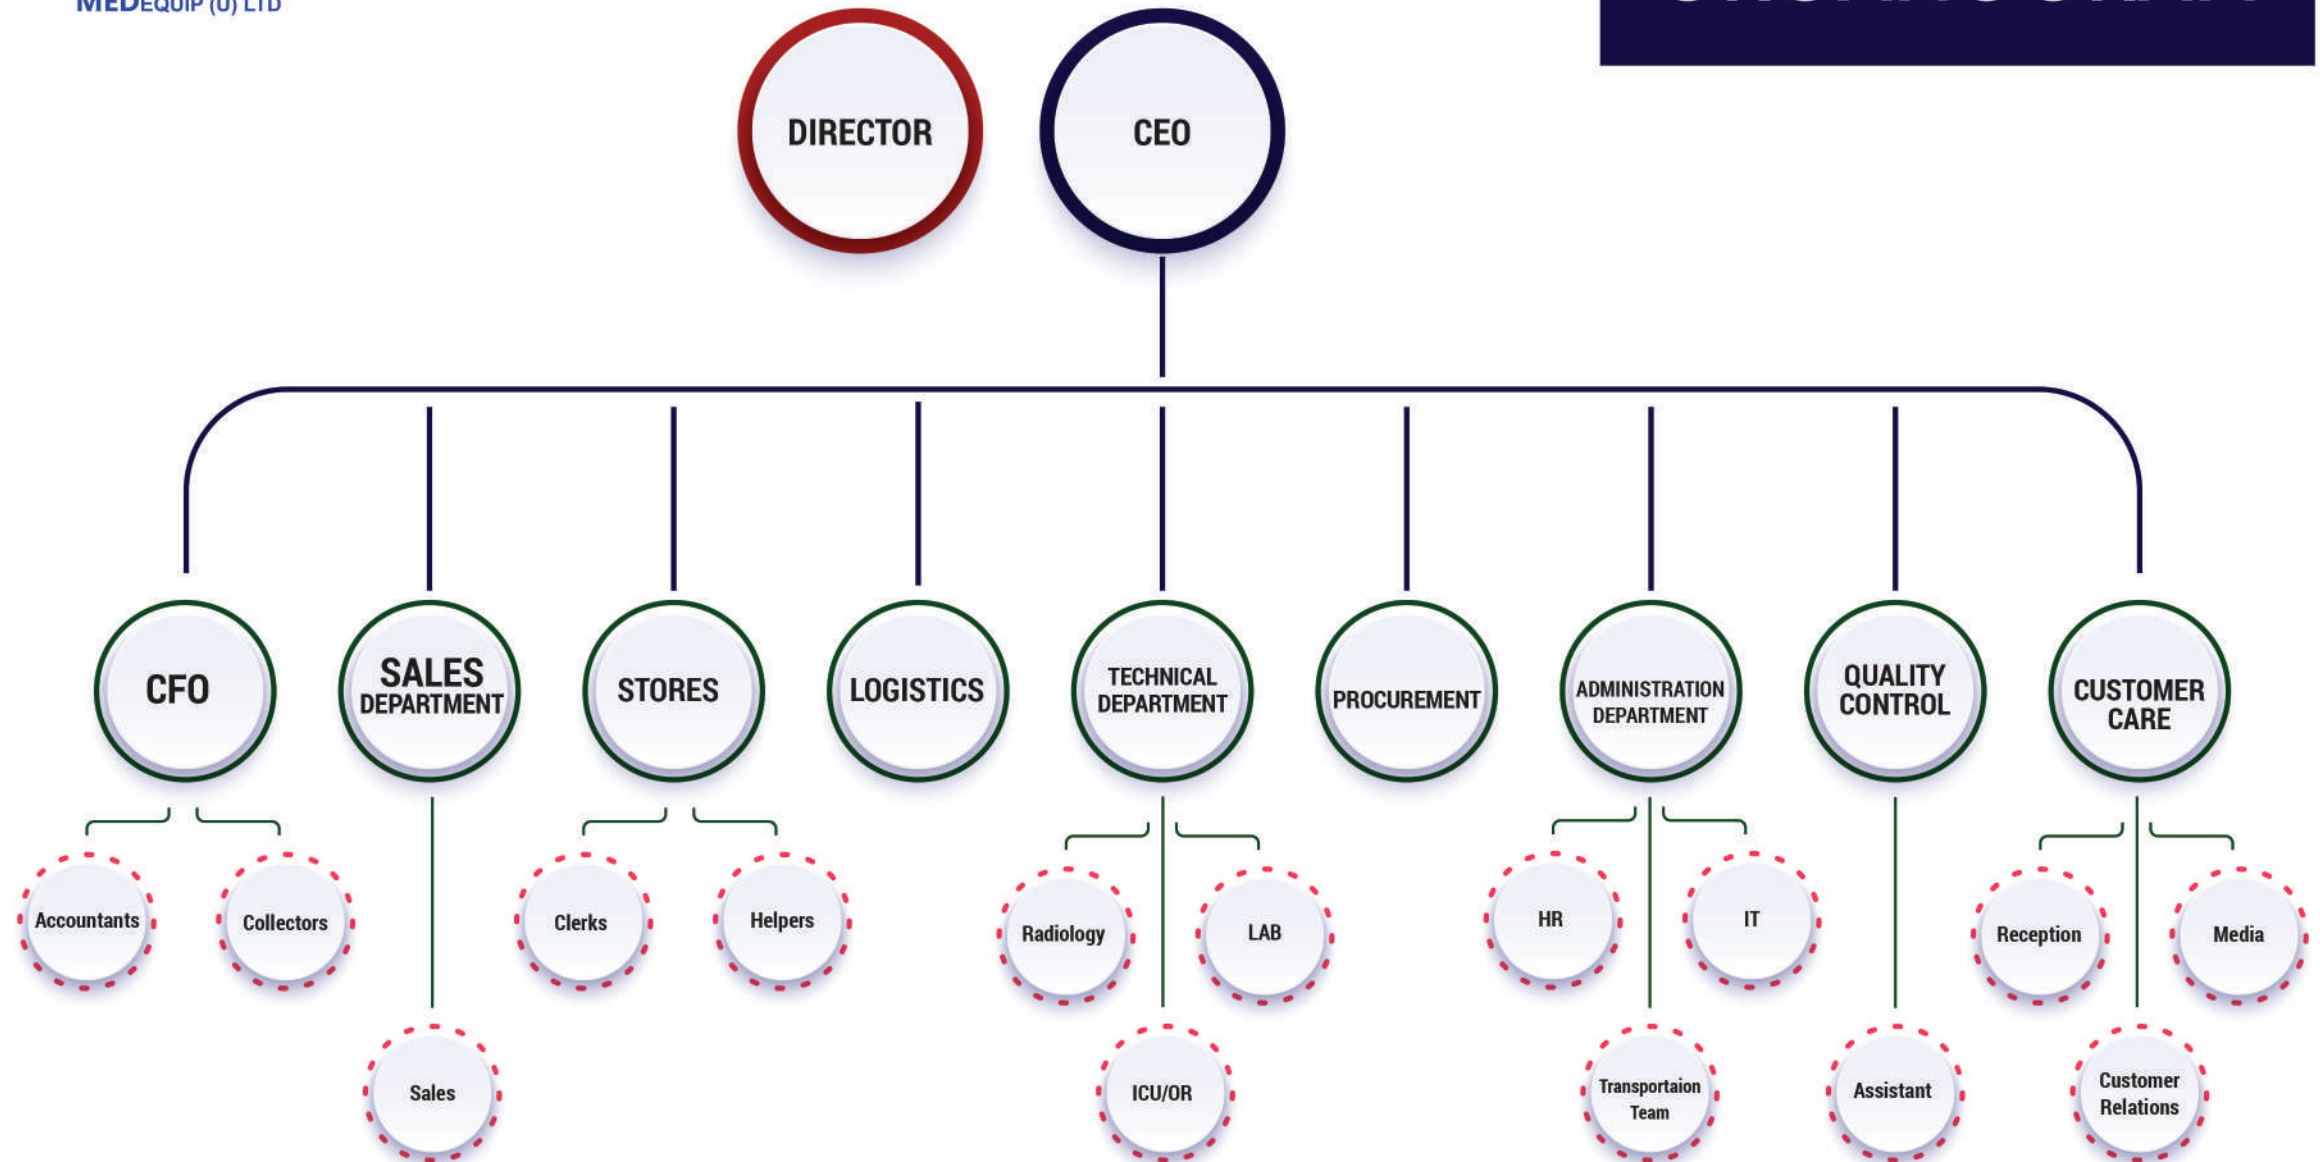 MEDEQUIP (U) LTD
DIRECTOR
CEO
CFO
SALES
DEPARTMENT
STORES
LOGISTICS
TECHNICAL
DEPARTMENT
PROCUREMENT
ADMINISTRATION
DEPARTMENT
QUALITY
CONTROL
CUSTOMER
CARE
Accountants
Collectors
Clerks
Helpers
Radiology
LAB
HR
IT
Reception
Media
Sales
ICU/OR
Transportaion
Team
Assistant
Customer
Relations